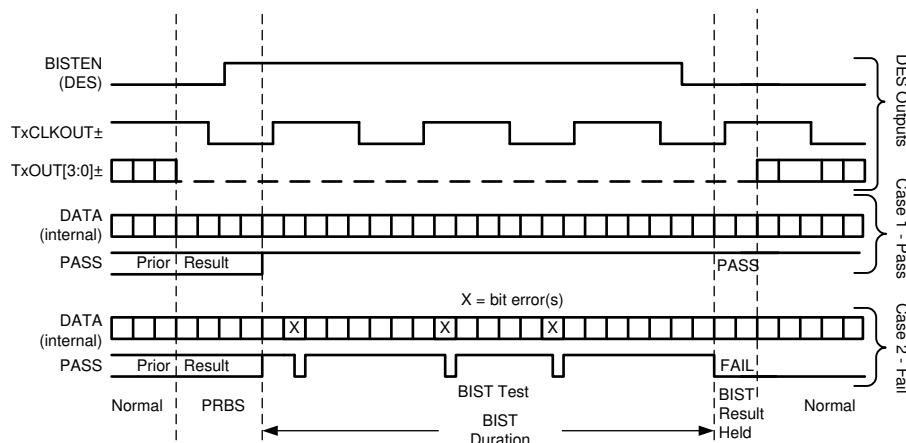 BISTEN
(DES)
TxCLKOUT±
TxOUT[3:0]±
DES Outputs
DATA
(internal)
PASS
Prior
Result
PASS
Case 1 - Pass
X = bit error(s)
DATA
(internal)
X
X
X
PASS
Prior
Result
FAIL
Case 2 - Fail
Normal
PRBS
BIST Test
BIST
Duration
BIST
Result
Held
Normal